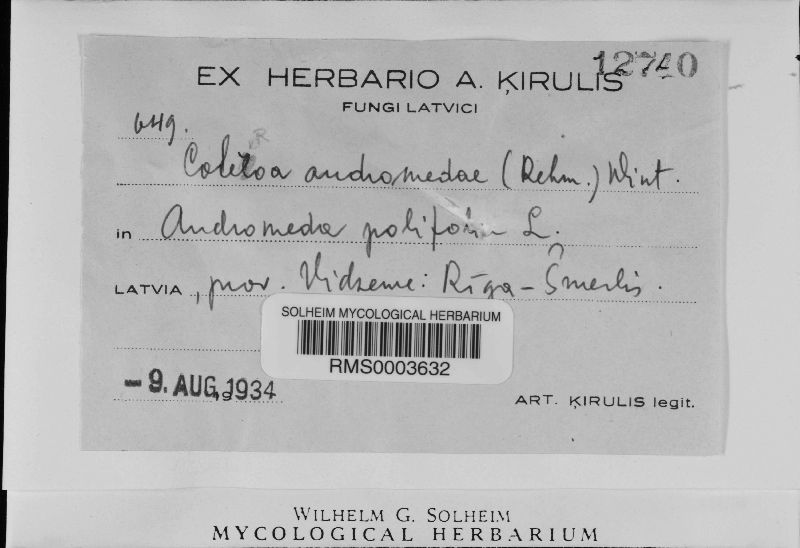 12740
EX HERBARIO A. ĶIRULIS
FUNGI LATVICI
649.
R
Coleroa andromedae (Rehm.) Wint.
in Andromeda polifolia L.
LATVIA, prov. Vidzeme: Rīga – Šmerlis.
SOLHEIM MYCOLOGICAL HERBARIUM
RMS0003632
- 9. AUG. 1934
ART. ĶIRULIS legit.
WILHELM G. SOLHEIM
MYCOLOGICAL HERBARIUM